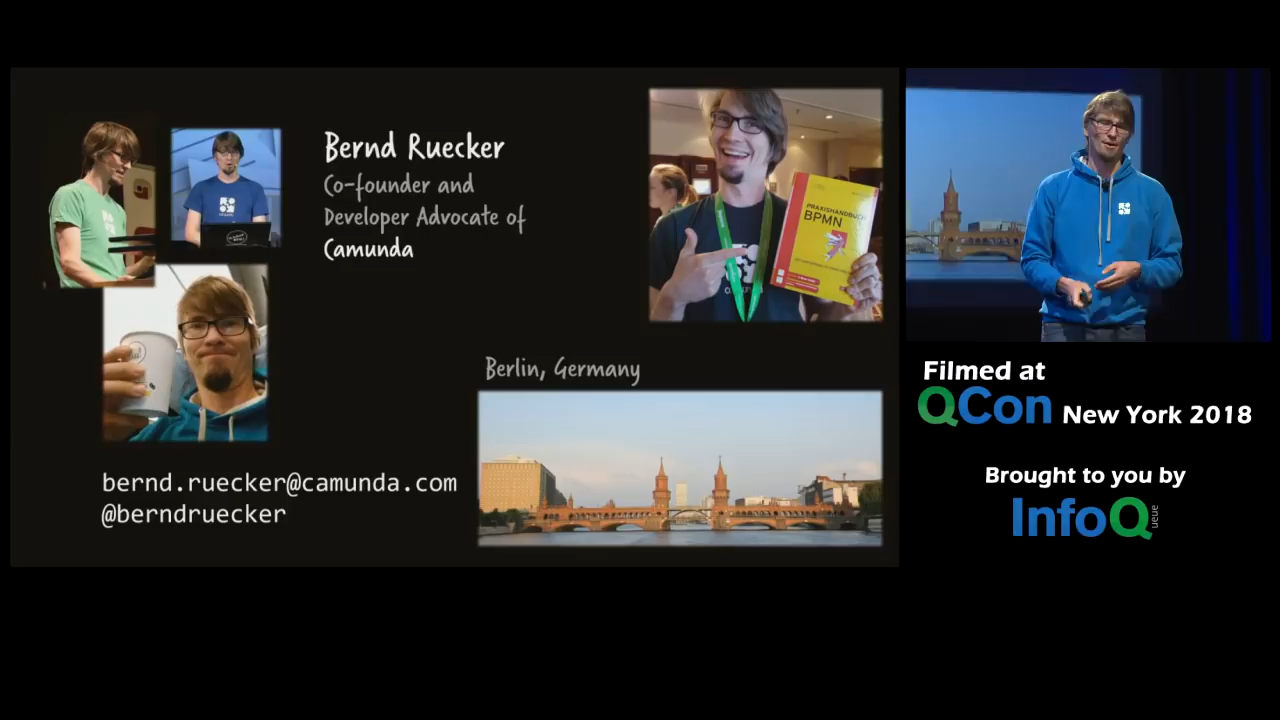 Bernd Ruecker
Co-founder and
Developer Advocate of
Camunda
PRAXISHANDBUCH
BPMN
Berlin, Germany
bernd.ruecker@camunda.com
@berndruecker
Filmed at
QCon New York 2018
Brought to you by
InfoQ
queue